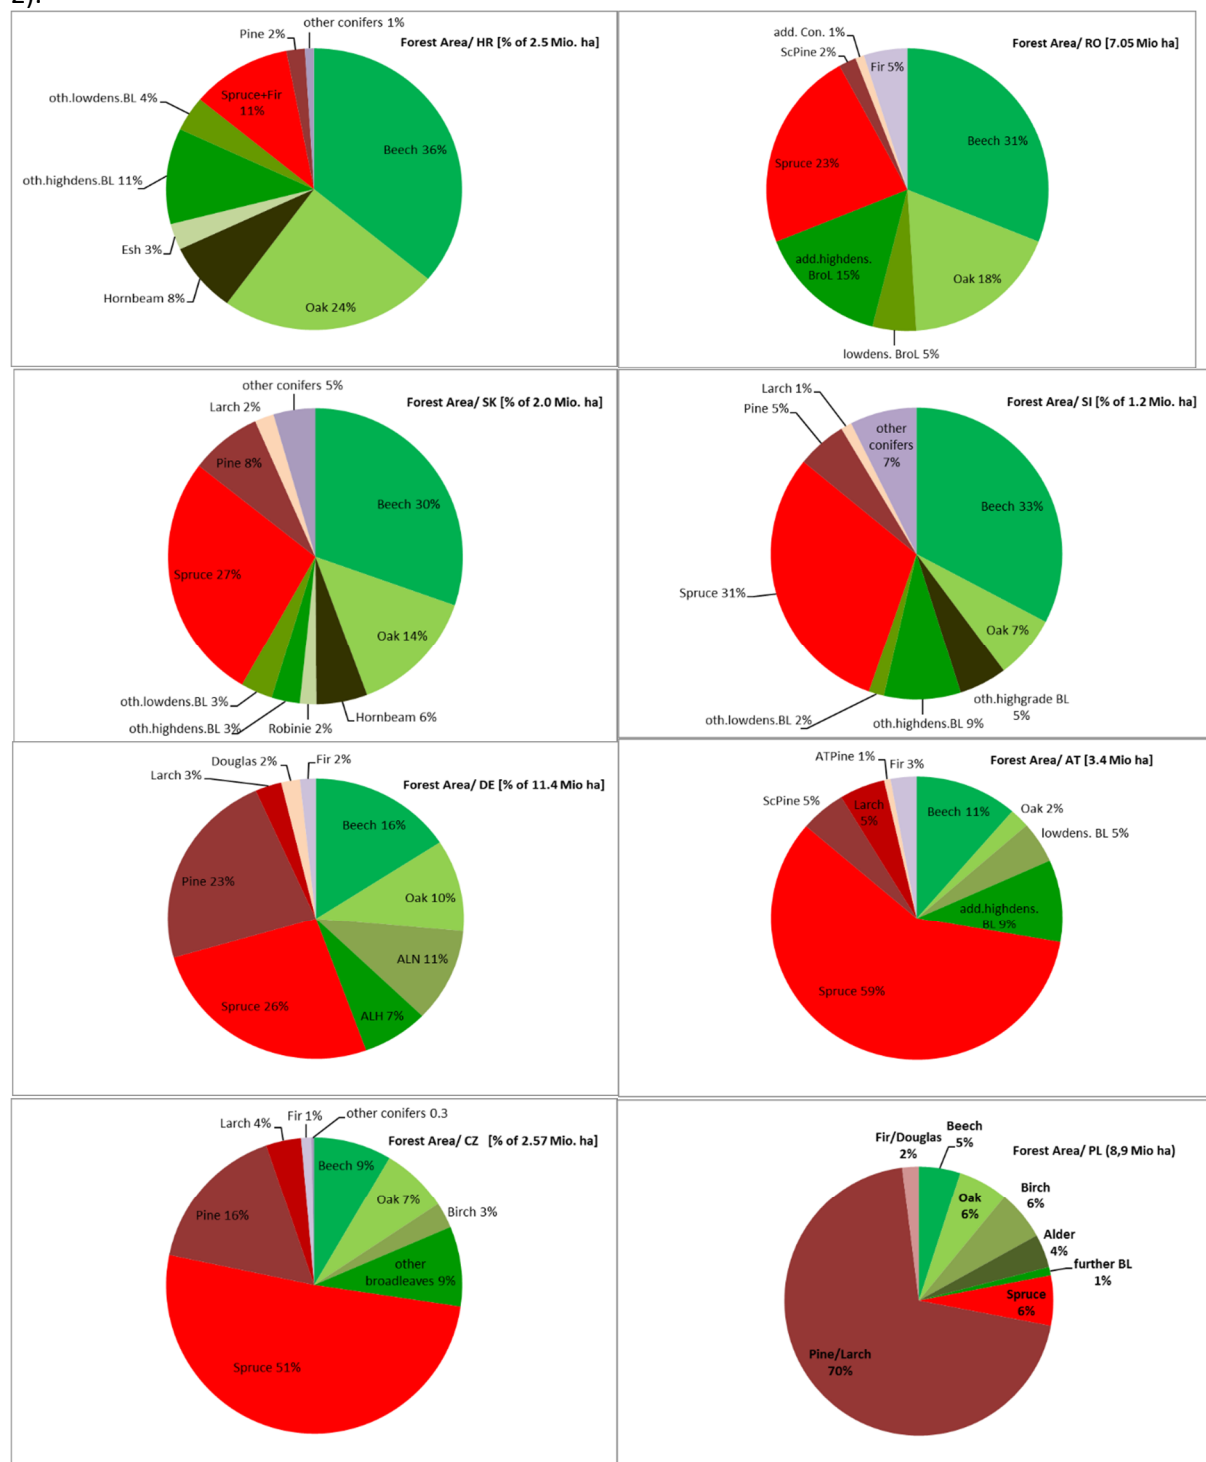 2).
other conifers 1%
Pine 2%
Forest Area/ HR [% of 2.5 Mio. ha]
oth.lowdens.BL 4%
Spruce+Fir
11%
Beech 36%
oth.highdens.BL 11%
Esh 3%
Hornbeam 8%
Oak 24%
add. Con. 1%
ScPine 2%
Fir 5%
Forest Area/ RO [7.05 Mio ha]
Beech 31%
Spruce 23%
add.highdens.
BroL 15%
Oak 18%
lowdens. BroL 5%
other conifers 5%
Larch 2%
Forest Area/ SK [% of 2.0 Mio. ha]
Pine 8%
Beech 30%
Spruce 27%
Oak 14%
oth.lowdens.BL 3%
oth.highdens.BL 3%
Robinie 2%
Hornbeam 6%
Larch 1%
Pine 5%
Forest Area/ SI [% of 1.2 Mio. ha]
other
conifers
7%
Beech 33%
Spruce 31%
Oak 7%
oth.highgrade BL
5%
oth.lowdens.BL 2%
oth.highdens.BL 9%
Douglas 2%
Fir 2%
Larch 3%
Forest Area/ DE [% of 11.4 Mio ha]
Beech 16%
Pine 23%
Oak 10%
ALN 11%
Spruce 26%
ALH 7%
ATPine 1%
Fir 3%
Forest Area/ AT [3.4 Mio ha]
ScPine 5%
Larch
5%
Beech 11%
Oak 2%
lowdens. BL 5%
add.highdens.
BL 9%
Spruce 59%
Larch 4%
Fir 1%
other conifers 0.3
Forest Area/ CZ [% of 2.57 Mio. ha]
Beech 9%
Pine 16%
Oak 7%
Birch 3%
other
broadleaves 9%
Spruce 51%
Fir/Douglas
2%
Beech
5%
Forest Area/ PL (8,9 Mio ha)
Oak
6%
Birch
6%
Alder
4%
further BL
1%
Spruce
6%
Pine/Larch
70%